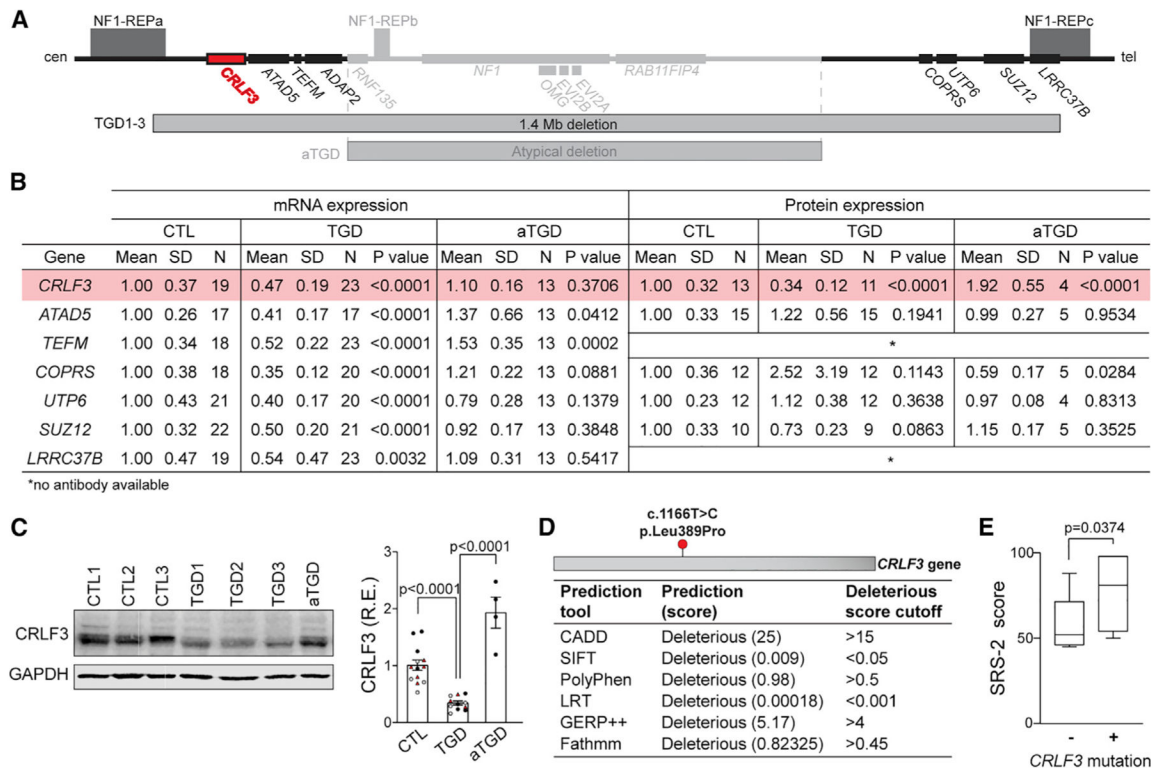 A
NF1-REPa
NF1-REPb
NF1-REPc
cen
tel
CRLF3
ATAD5
TEFM
ADAP2
RNF135
NF1
OMG
EVI2B
EVI2A
RAB11FIP4
COPRS
UTP6
SUZ12
LRRC37B
TGD1-3
1.4 Mb deletion
aTGD
Atypical deletion
B
mRNA expression Protein expression
CTL TGD aTGD CTL TGD aTGD
Gene Mean SD N Mean SD N P value Mean SD N P value Mean SD N Mean SD N P value Mean SD N P value
CRLF3 1.00 0.37 19 0.47 0.19 23 <0.0001 1.10 0.16 13 0.3706 1.00 0.32 13 0.34 0.12 11 <0.0001 1.92 0.55 4 <0.0001
ATAD5 1.00 0.26 17 0.41 0.17 17 <0.0001 1.37 0.66 13 0.0412 1.00 0.33 15 1.22 0.56 15 0.1941 0.99 0.27 5 0.9534
TEFM 1.00 0.34 18 0.52 0.22 23 <0.0001 1.53 0.35 13 0.0002 *
COPRS 1.00 0.38 18 0.35 0.12 20 <0.0001 1.21 0.22 13 0.0881 1.00 0.36 12 2.52 3.19 12 0.1143 0.59 0.17 5 0.0284
UTP6 1.00 0.43 21 0.40 0.17 20 <0.0001 0.79 0.28 13 0.1379 1.00 0.23 12 1.12 0.38 12 0.3638 0.97 0.08 4 0.8313
SUZ12 1.00 0.32 22 0.50 0.20 21 <0.0001 0.92 0.17 13 0.3848 1.00 0.33 10 0.73 0.23 9 0.0863 1.15 0.17 5 0.3525
LRRC37B 1.00 0.47 19 0.54 0.47 23 0.0032 1.09 0.31 13 0.5417 *
*no antibody available
C
CTL1
CTL2
CTL3
TGD1
TGD2
TGD3
aTGD
CRLF3
GAPDH
CRLF3 (R.E.)
3
2
1
0
p<0.0001
p<0.0001
CTL
TGD
aTGD
D
c.1166T>C
p.Leu389Pro
CRLF3 gene
Prediction Prediction Deleterious
tool (score) score cutoff
CADD Deleterious (25) >15
SIFT Deleterious (0.009) <0.05
PolyPhen Deleterious (0.98) >0.5
LRT Deleterious (0.00018) <0.001
GERP++ Deleterious (5.17) >4
Fathmm Deleterious (0.82325) >0.45
E
p=0.0374
SRS-2 score
100
50
0
- +
CRLF3 mutation